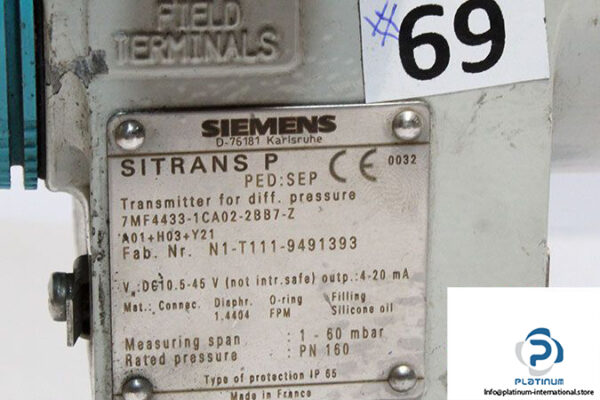 FIELD
TERMINALS
#69
SIEMENS
D-76181 Karlsruhe
SITRANS P CE 0032
PED:SEP
Transmitter for diff. pressure
7MF4433-1CA02-2BB7-Z
A01+H03+Y21
Fab. Nr. N1-T111-9491393
DC10.5-45 V (not intr.safe) outp.:4-20 mA
Mat.: Connec. Diaphr. O-ring Filling
1.4404 FPM Silicone oil
Measuring span : 1 - 60 mbar
Rated pressure : PN 160
Type of protection IP 65
Made in France
PLATINUM
info@platinum-international.store